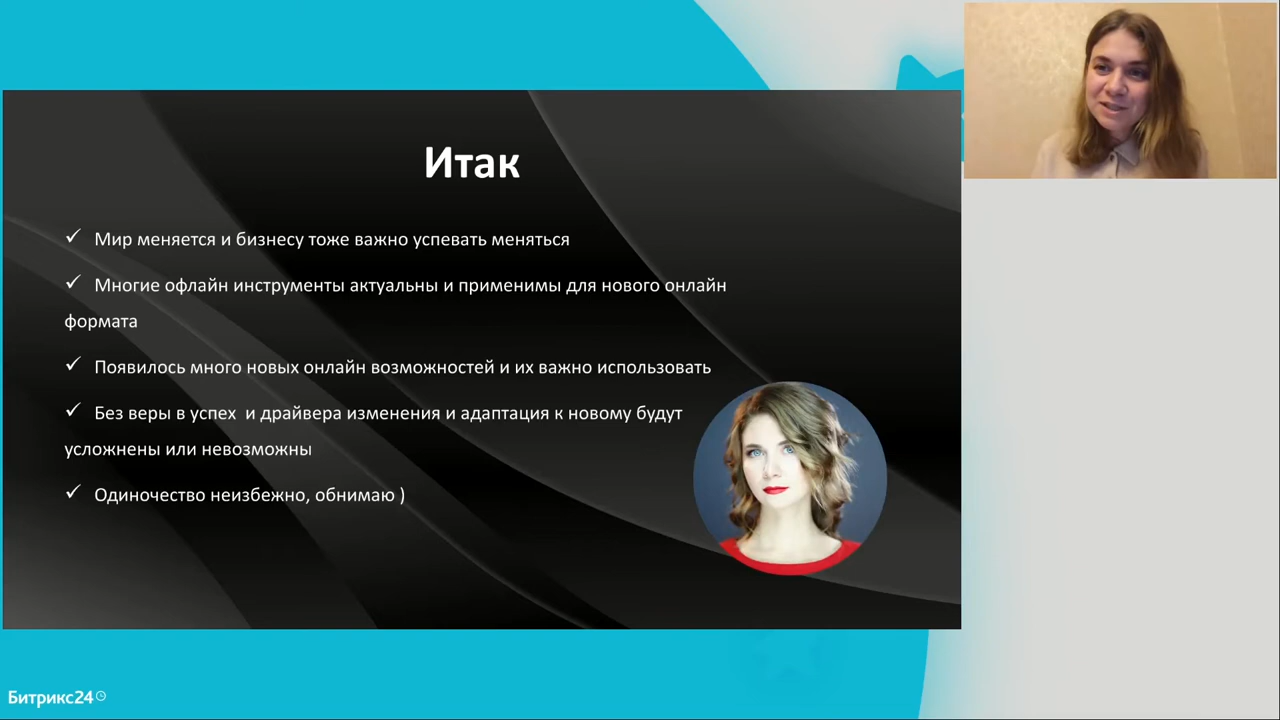 Итак
✓ Мир меняется и бизнесу тоже важно успевать меняться
✓ Многие офлайн инструменты актуальны и применимы для нового онлайн
формата
✓ Появилось много новых онлайн возможностей и их важно использовать
✓ Без веры в успех и драйвера изменения и адаптация к новому будут
усложнены или невозможны
✓ Одиночество неизбежно, обнимаю )
Битрикс24